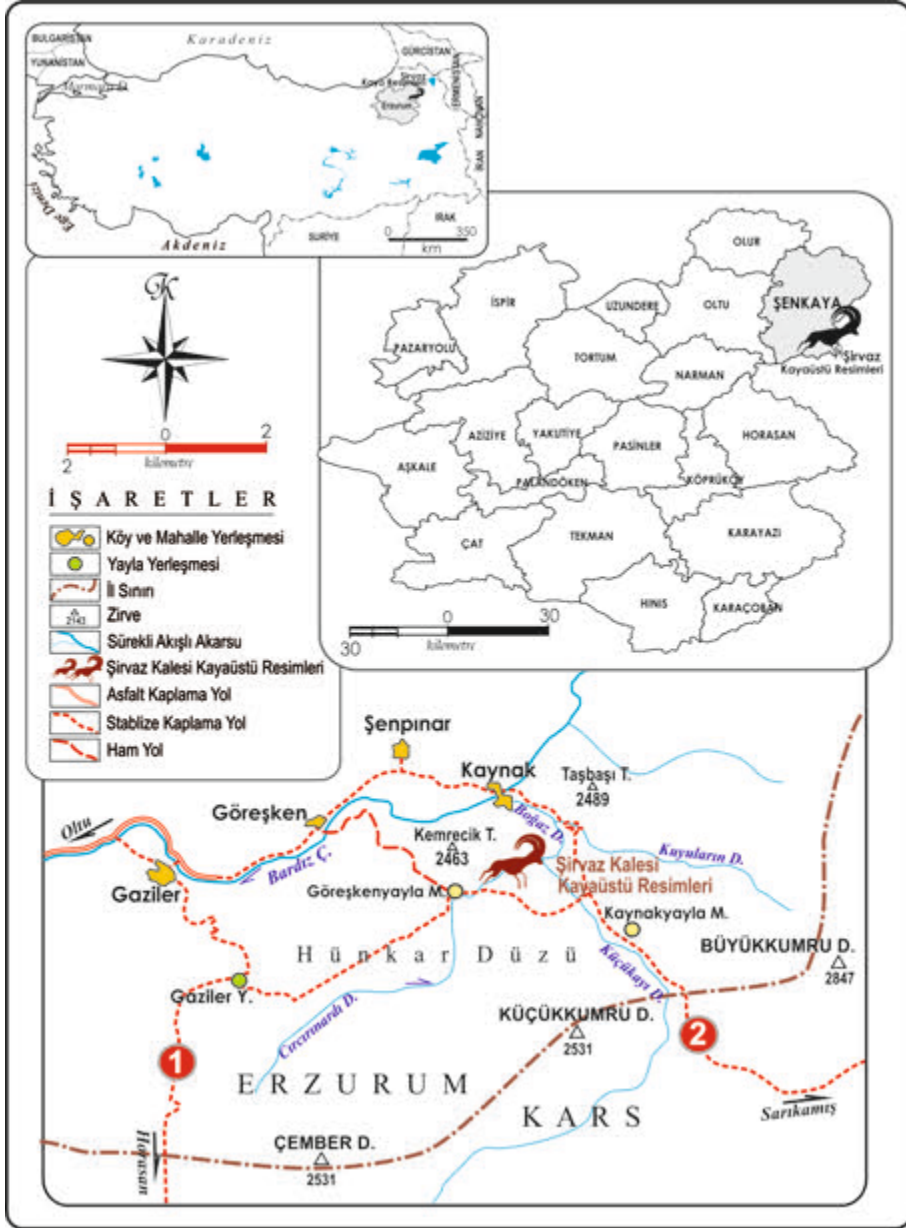 BULGARİSTAN
Karadeniz
GÜRCİSTAN
YUNANİSTAN
Marmara D.
Şirvaz
Kaya Resimleri
Erzurum
ERMENİSTAN
NAHÇIVAN
İRAN
Ege Denizi
Akdeniz
SURİYE
IRAK
0 350
km
K
2 0 2
kilometre
İŞARETLER
Köy ve Mahalle Yerleşmesi
Yayla Yerleşmesi
İl Sınırı
2143 Zirve
Sürekli Akışlı Akarsu
Şirvaz Kalesi Kayaüstü Resimleri
Asfalt Kaplama Yol
Stablize Kaplama Yol
Ham Yol
OLUR
İSPİR
UZUNDERE
OLTU
ŞENKAYA
PAZARYOLU
TORTUM
NARMAN
Şirvaz
Kayaüstü Resimleri
AZİZİYE
YAKUTİYE
PASİNLER
HORASAN
AŞKALE
PALANDÖKEN
KÖPRÜKÖY
ÇAT
TEKMAN
KARAYAZI
HINIS
KARAÇOBAN
30 0 30
kilometre
Şenpınar
Kaynak
Taşbaşı T.
2489
Göreşken
Boğaz D.
Oltu
Kemrecik T.
2463
Kuyuların D.
Bardız Ç.
Şirvaz Kalesi
Kayaüstü Resimleri
Gaziler
Göreşkenyayla M.
Kaynakyayla M.
Hünkar Düzü
BÜYÜKKUMRU D.
2847
Küçükayı D.
Gaziler Y.
Cırcırınardı D.
KÜÇÜKKUMRU D.
2531
1
2
ERZURUM
KARS
Sarıkamış
Horasan
ÇEMBER D.
2531